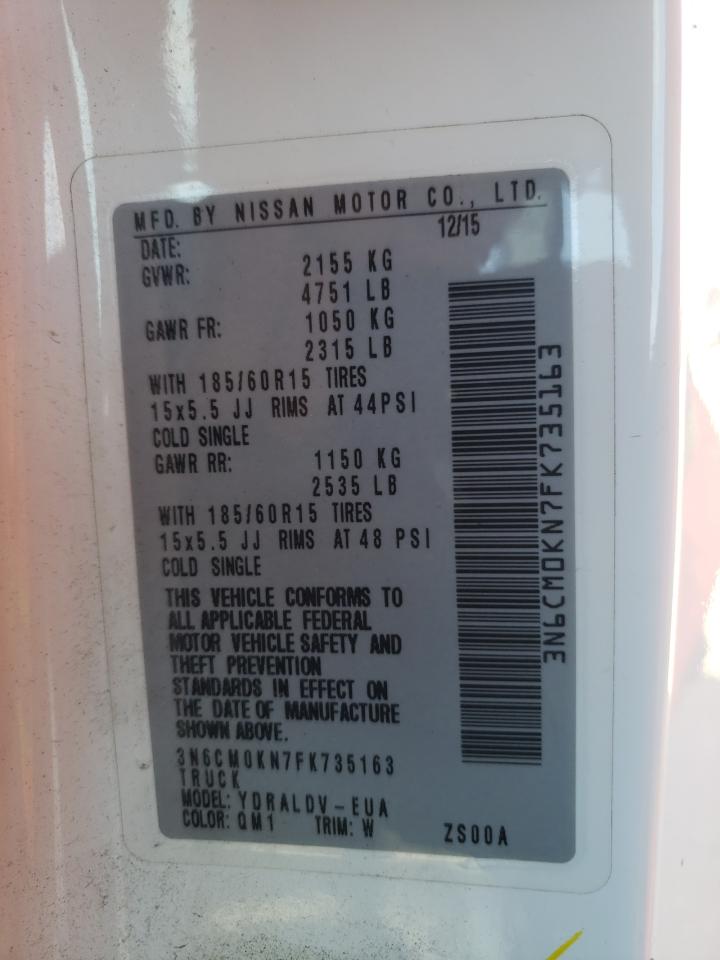 MFD. BY NISSAN MOTOR CO., LTD.
DATE: 12/15
GVWR: 2155 KG
4751 LB
GAWR FR: 1050 KG
2315 LB
WITH 185/60R15 TIRES
15x5.5 JJ RIMS AT 44PSI
COLD SINGLE
GAWR RR: 1150 KG
2535 LB
WITH 185/60R15 TIRES
15x5.5 JJ RIMS AT 48 PSI
COLD SINGLE
THIS VEHICLE CONFORMS TO
ALL APPLICABLE FEDERAL
MOTOR VEHICLE SAFETY AND
THEFT PREVENTION
STANDARDS IN EFFECT ON
THE DATE OF MANUFACTURE
SHOWN ABOVE.
3N6CM0KN7FK735163
TRUCK
MODEL: YDRALDV-EUA
COLOR: QM1 TRIM: W ZS00A
3N6CM0KN7FK735163